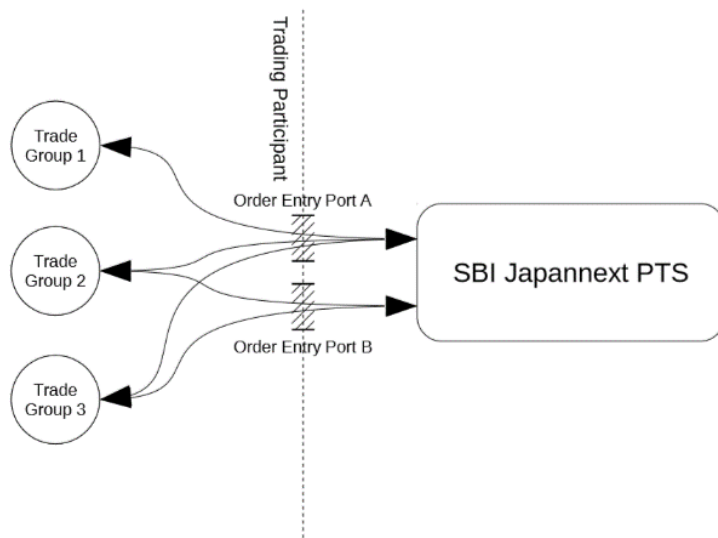 Trading Participant
Trade
Group 1
Order Entry Port A
Trade
Group 2
SBI Japannext PTS
Order Entry Port B
Trade
Group 3